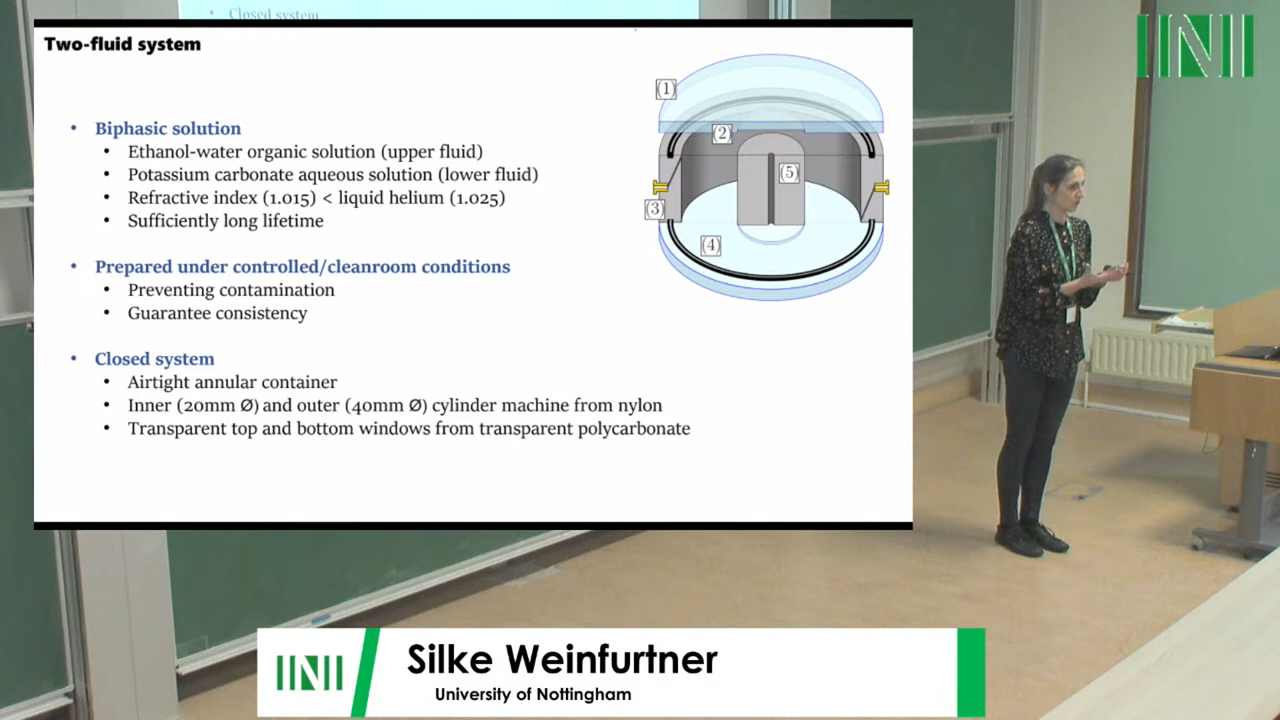 Closed system
Two-fluid system
Biphasic solution
Ethanol-water organic solution (upper fluid)
Potassium carbonate aqueous solution (lower fluid)
Refractive index (1.015) < liquid helium (1.025)
Sufficiently long lifetime
Prepared under controlled/cleanroom conditions
Preventing contamination
Guarantee consistency
Closed system
Airtight annular container
Inner (20mm Ø) and outer (40mm Ø) cylinder machine from nylon
Transparent top and bottom windows from transparent polycarbonate
(1)
(2)
(5)
(3)
(4)
INI
INI
Silke Weinfurtner
University of Nottingham